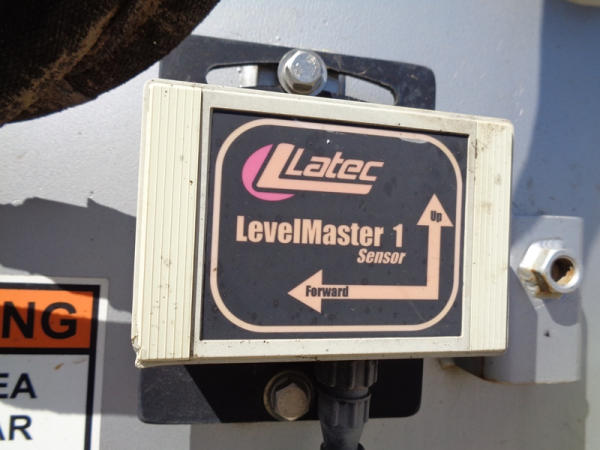 Latec
LevelMaster 1
Sensor
Up
Forward
NG
EA
AR